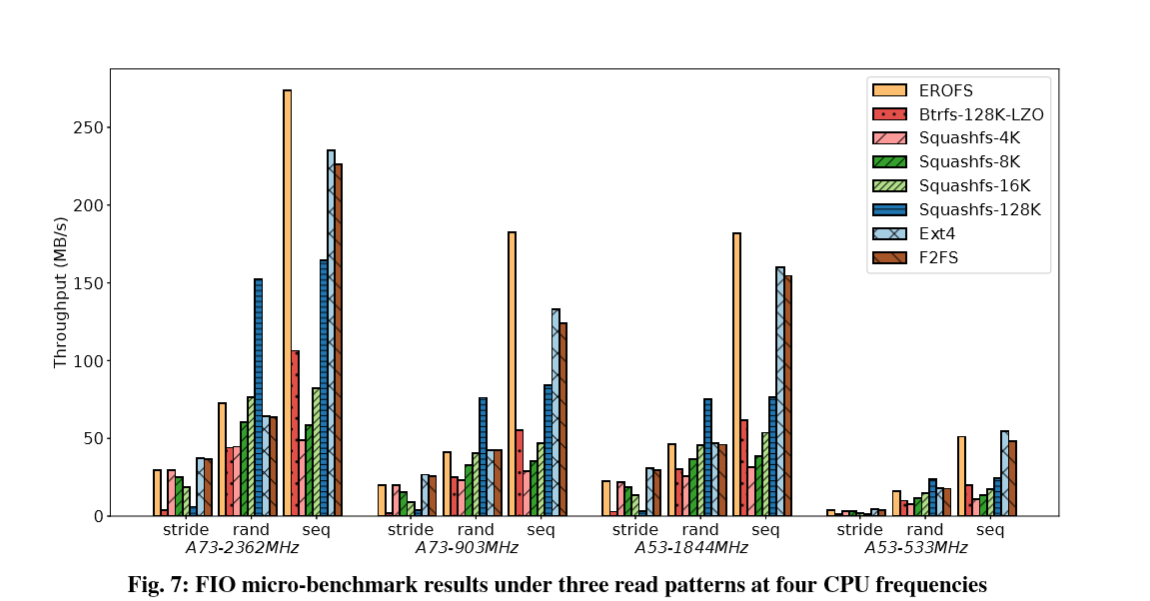 250
200
150
100
50
0
Throughput (MB/s)
EROFS
Btrfs-128K-LZO
Squashfs-4K
Squashfs-8K
Squashfs-16K
Squashfs-128K
Ext4
F2FS
stride rand seq stride rand seq stride rand seq stride rand seq
A73-2362MHz A73-903MHz A53-1844MHz A53-533MHz
Fig. 7: FIO micro-benchmark results under three read patterns at four CPU frequencies